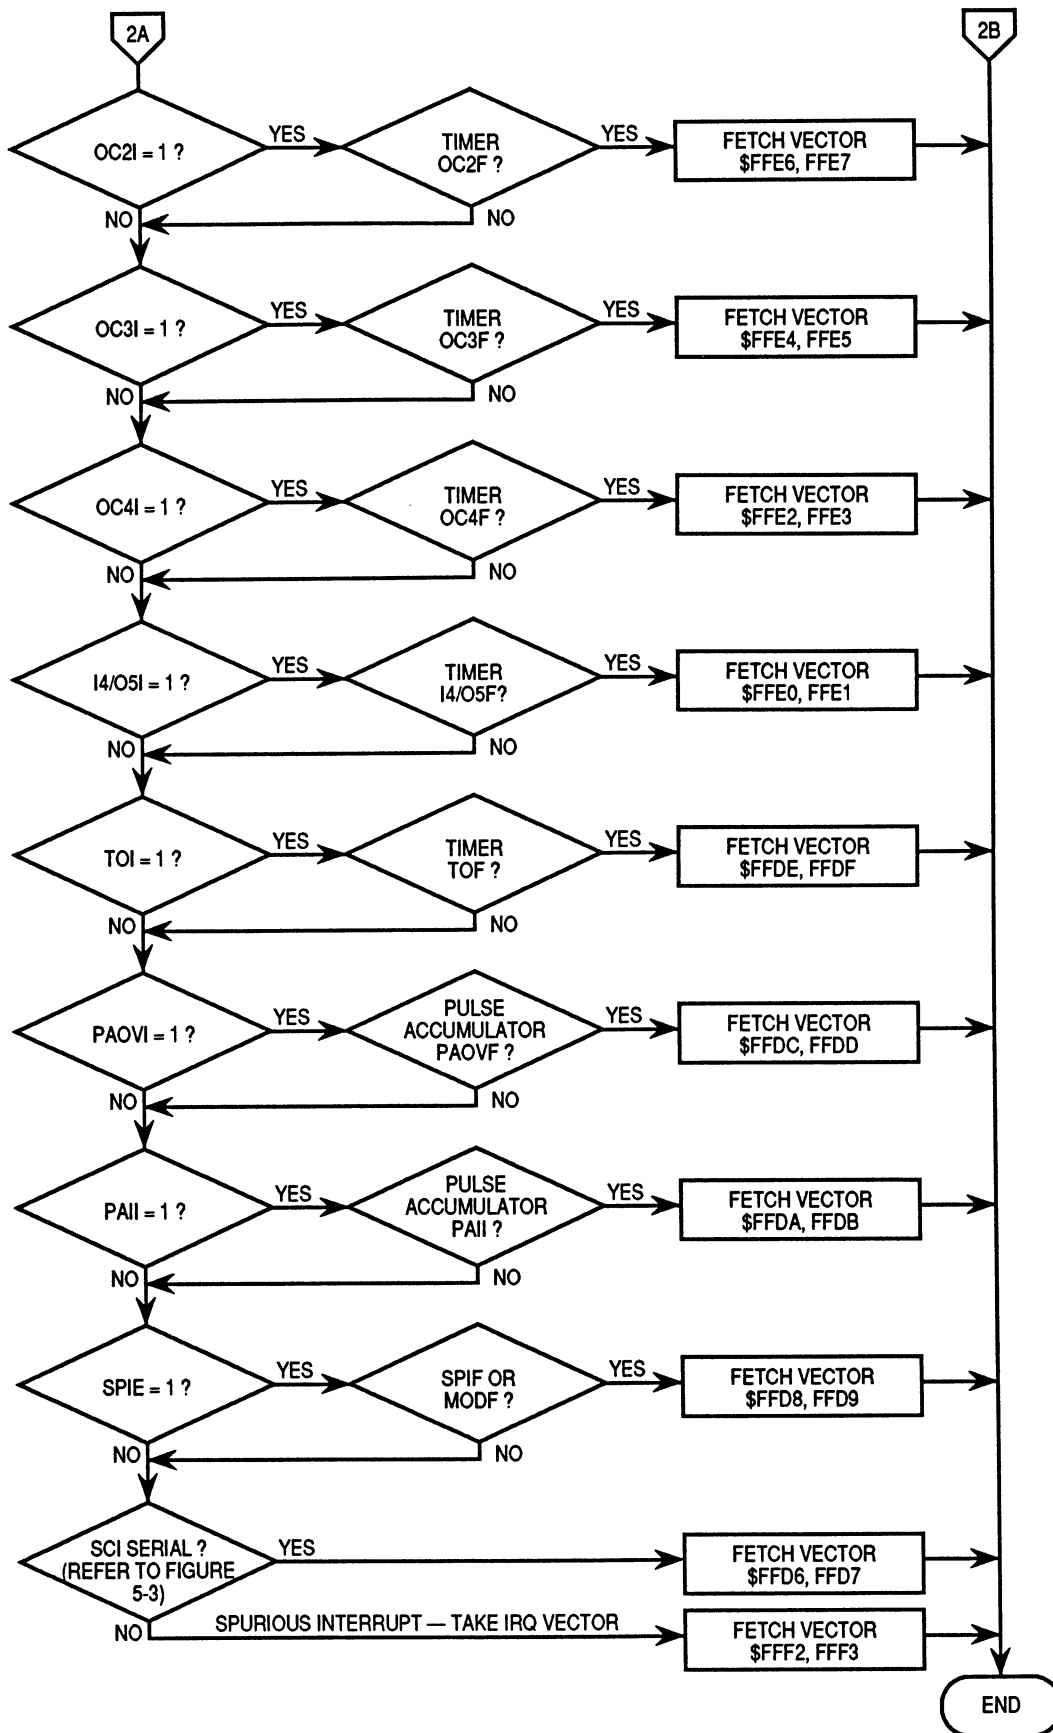 2A
2B
OC2I = 1 ?
YES
TIMER
OC2F ?
YES
FETCH VECTOR
$FFE6, FFE7
NO
NO
OC3I = 1 ?
YES
TIMER
OC3F ?
YES
FETCH VECTOR
$FFE4, FFE5
NO
NO
OC4I = 1 ?
YES
TIMER
OC4F ?
YES
FETCH VECTOR
$FFE2, FFE3
NO
NO
I4/O5I = 1 ?
YES
TIMER
I4/O5F?
YES
FETCH VECTOR
$FFE0, FFE1
NO
NO
TOI = 1 ?
YES
TIMER
TOF ?
YES
FETCH VECTOR
$FFDE, FFDF
NO
NO
PAOVI = 1 ?
YES
PULSE
ACCUMULATOR
PAOVF ?
YES
FETCH VECTOR
$FFDC, FFDD
NO
NO
PAII = 1 ?
YES
PULSE
ACCUMULATOR
PAII ?
YES
FETCH VECTOR
$FFDA, FFDB
NO
NO
SPIE = 1 ?
YES
SPIF OR
MODF ?
YES
FETCH VECTOR
$FFD8, FFD9
NO
NO
SCI SERIAL ?
(REFER TO FIGURE
5-3)
YES
FETCH VECTOR
$FFD6, FFD7
NO
SPURIOUS INTERRUPT — TAKE IRQ VECTOR
FETCH VECTOR
$FFF2, FFF3
END